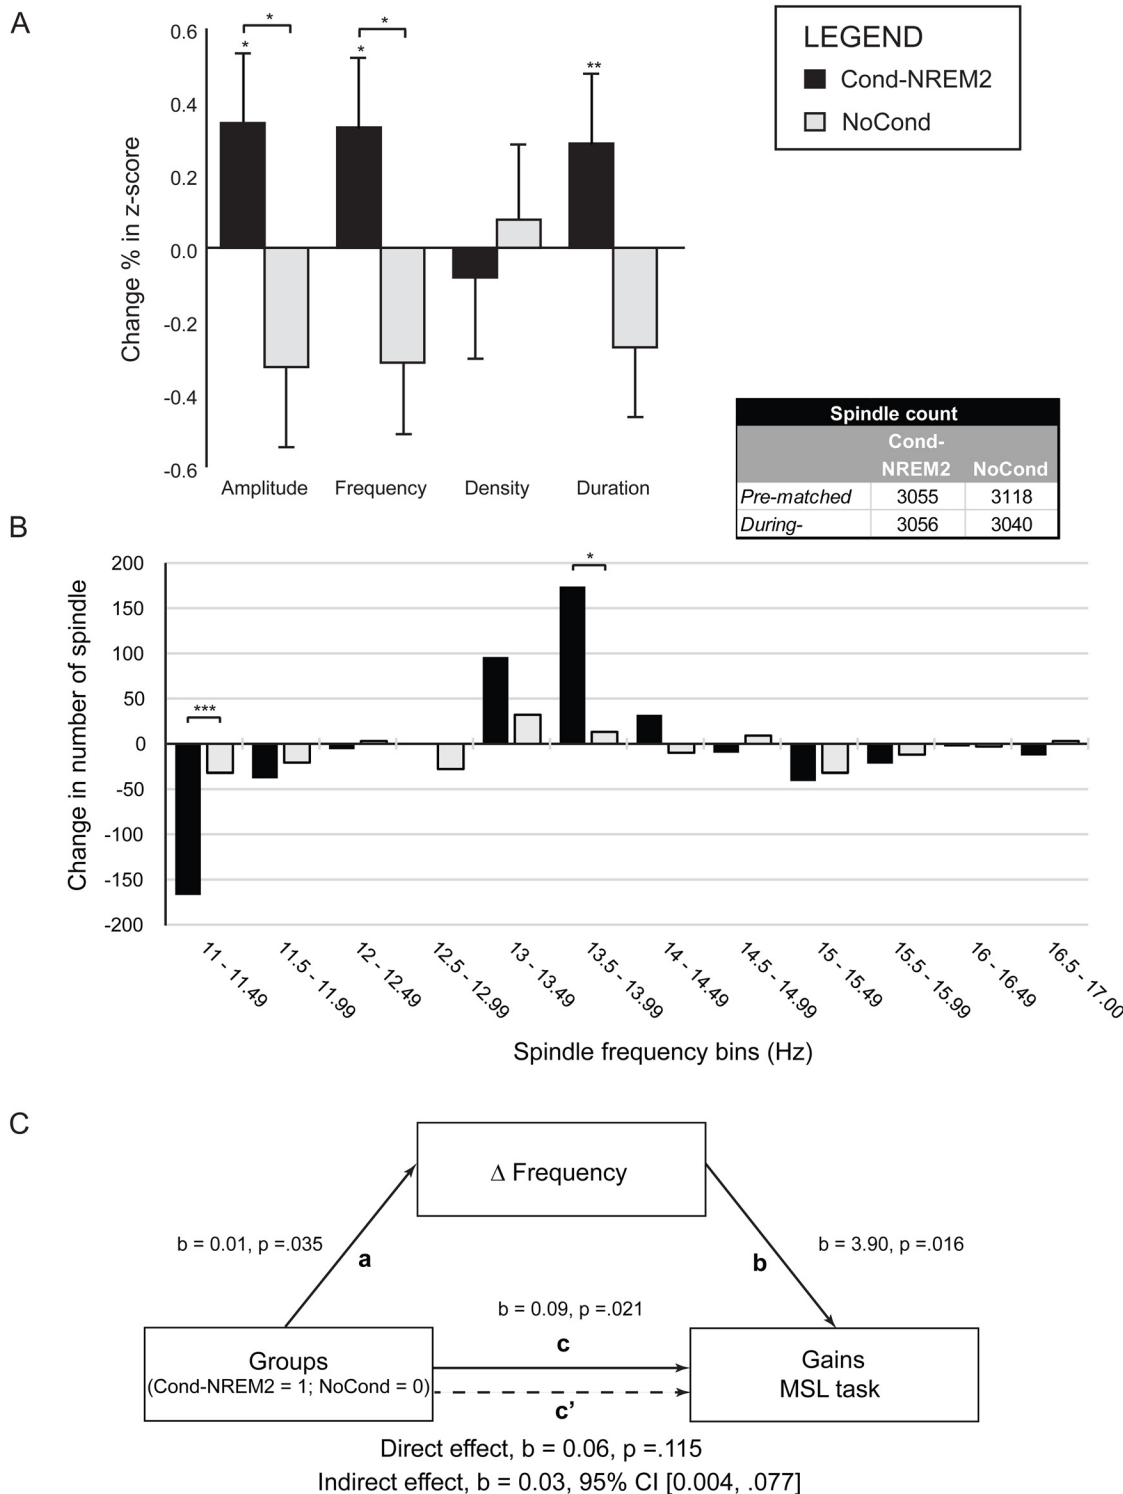 A
LEGEND
Cond-NREM2
NoCond
* *
* * **
0.6
0.4
0.2
0.0
-0.2
-0.4
-0.6
Change % in z-score
Amplitude Frequency Density Duration
Spindle count
Cond-
NREM2 NoCond
Pre-matched 3055 3118
During- 3056 3040
B
200
150
100
50
0
-50
-100
-150
-200
Change in number of spindle
***
*
11 - 11.49
11.5 - 11.99
12 - 12.49
12.5 - 12.99
13 - 13.49
13.5 - 13.99
14 - 14.49
14.5 - 14.99
15 - 15.49
15.5 - 15.99
16 - 16.49
16.5 - 17.00
Spindle frequency bins (Hz)
C
Δ Frequency
b = 0.01, p =.035
a
b
b = 3.90, p =.016
b = 0.09, p =.021
c
Groups
(Cond-NREM2 = 1; NoCond = 0)
Gains
MSL task
c’
Direct effect, b = 0.06, p =.115
Indirect effect, b = 0.03, 95% CI [0.004, .077]